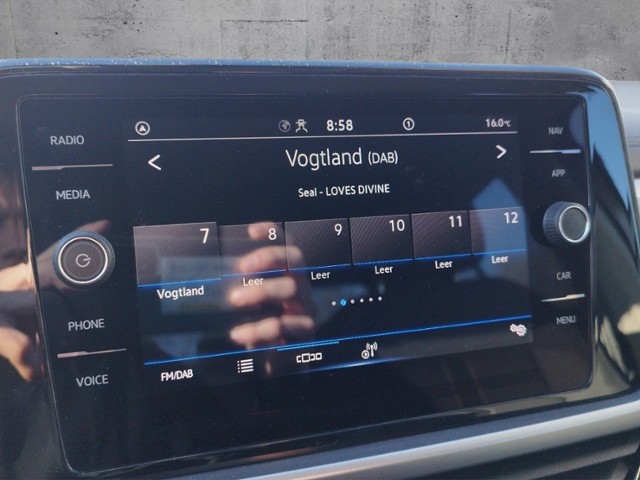 RADIO
MEDIA
PHONE
VOICE
8:58
16.0°C
Vogtland (DAB)
Seal - LOVES DIVINE
7 8 9 10 11 12
Vogtland Leer Leer Leer Leer Leer
FM/DAB
NAV
APP
CAR
MENU